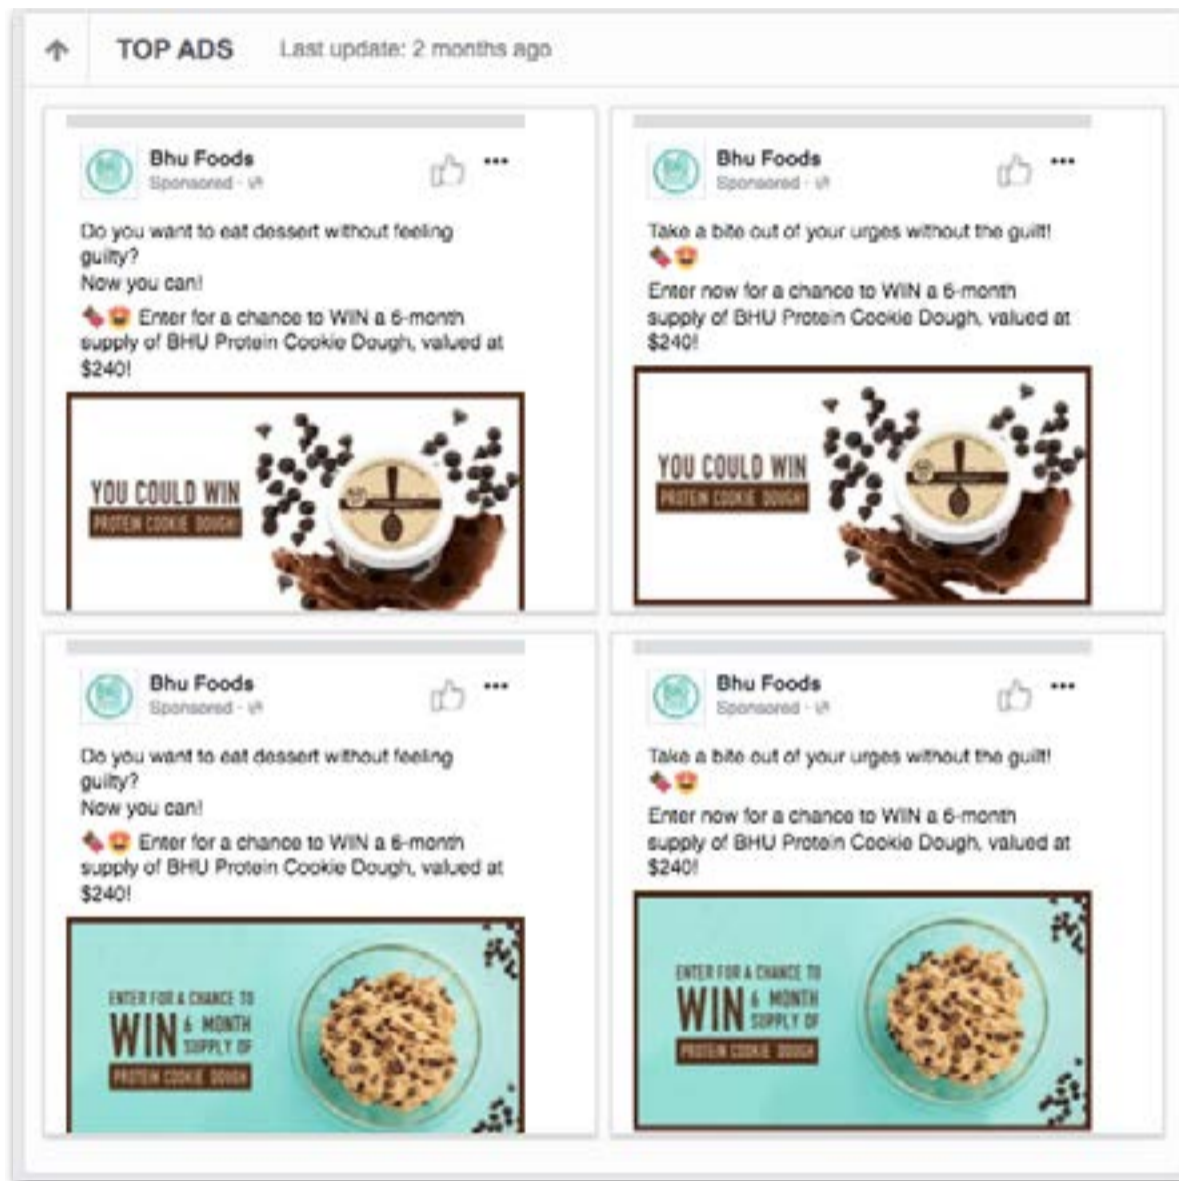 TOP ADS Last update: 2 months ago
Bhu Foods
Sponsored ·
Do you want to eat dessert without feeling
guilty?
Now you can!
🍫😍 Enter for a chance to WIN a 6-month
supply of BHU Protein Cookie Dough, valued at
$240!
YOU COULD WIN
PROTEIN COOKIE DOUGH!
Bhu Foods
Sponsored ·
Take a bite out of your urges without the guilt!
🍫😍
Enter now for a chance to WIN a 6-month
supply of BHU Protein Cookie Dough, valued at
$240!
YOU COULD WIN
PROTEIN COOKIE DOUGH!
Bhu Foods
Sponsored ·
Do you want to eat dessert without feeling
guilty?
Now you can!
🍫😍 Enter for a chance to WIN a 6-month
supply of BHU Protein Cookie Dough, valued at
$240!
ENTER FOR A CHANCE TO
WIN 6 MONTH
SUPPLY OF
PROTEIN COOKIE DOUGH
Bhu Foods
Sponsored ·
Take a bite out of your urges without the guilt!
🍫😍
Enter now for a chance to WIN a 6-month
supply of BHU Protein Cookie Dough, valued at
$240!
ENTER FOR A CHANCE TO
WIN 6 MONTH
SUPPLY OF
PROTEIN COOKIE DOUGH